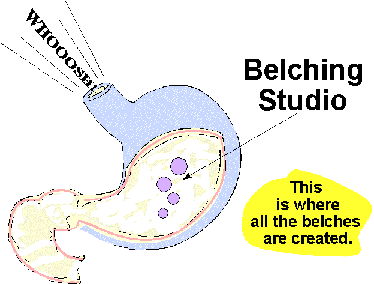 WHOOOSH!
Belching
Studio
This
is where
all the belches
are created.